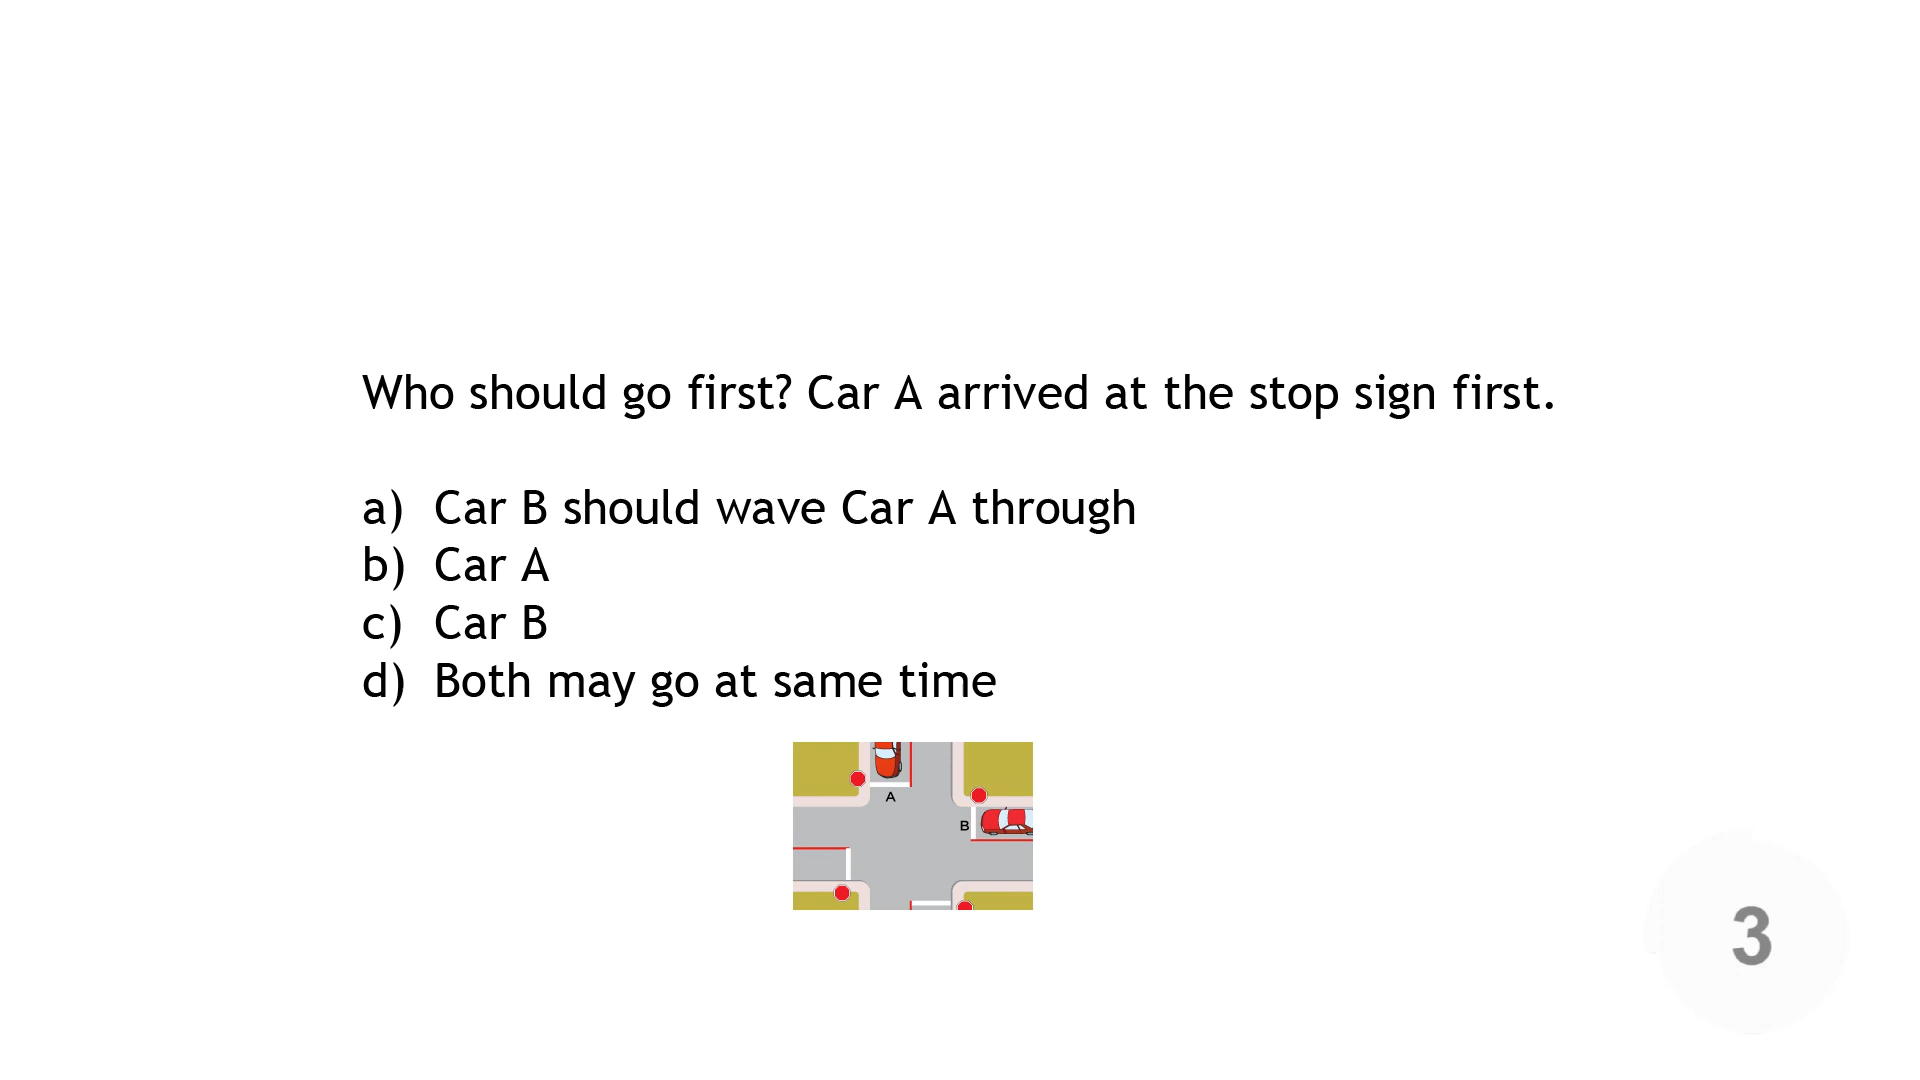 Who should go first? Car A arrived at the stop sign first.
a) Car B should wave Car A through
b) Car A
c) Car B
d) Both may go at same time
A
B
3